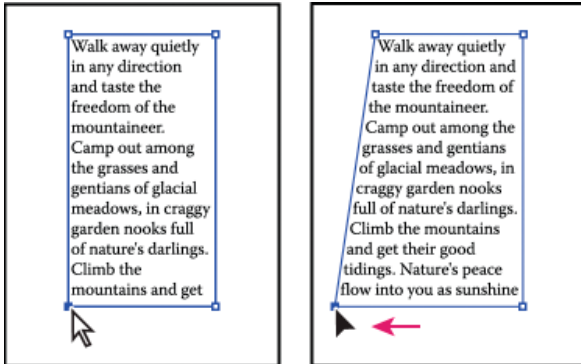 Walk away quietly
in any direction
and taste the
freedom of the
mountaineer.
Camp out among
the grasses and
gentians of glacial
meadows, in craggy
garden nooks full
of nature's darlings.
Climb the
mountains and get
Walk away quietly
in any direction and
taste the freedom of
the mountaineer.
Camp out among the
grasses and gentians
of glacial meadows, in
craggy garden nooks
full of nature's darlings.
Climb the mountains
and get their good
tidings. Nature's peace
flow into you as sunshine